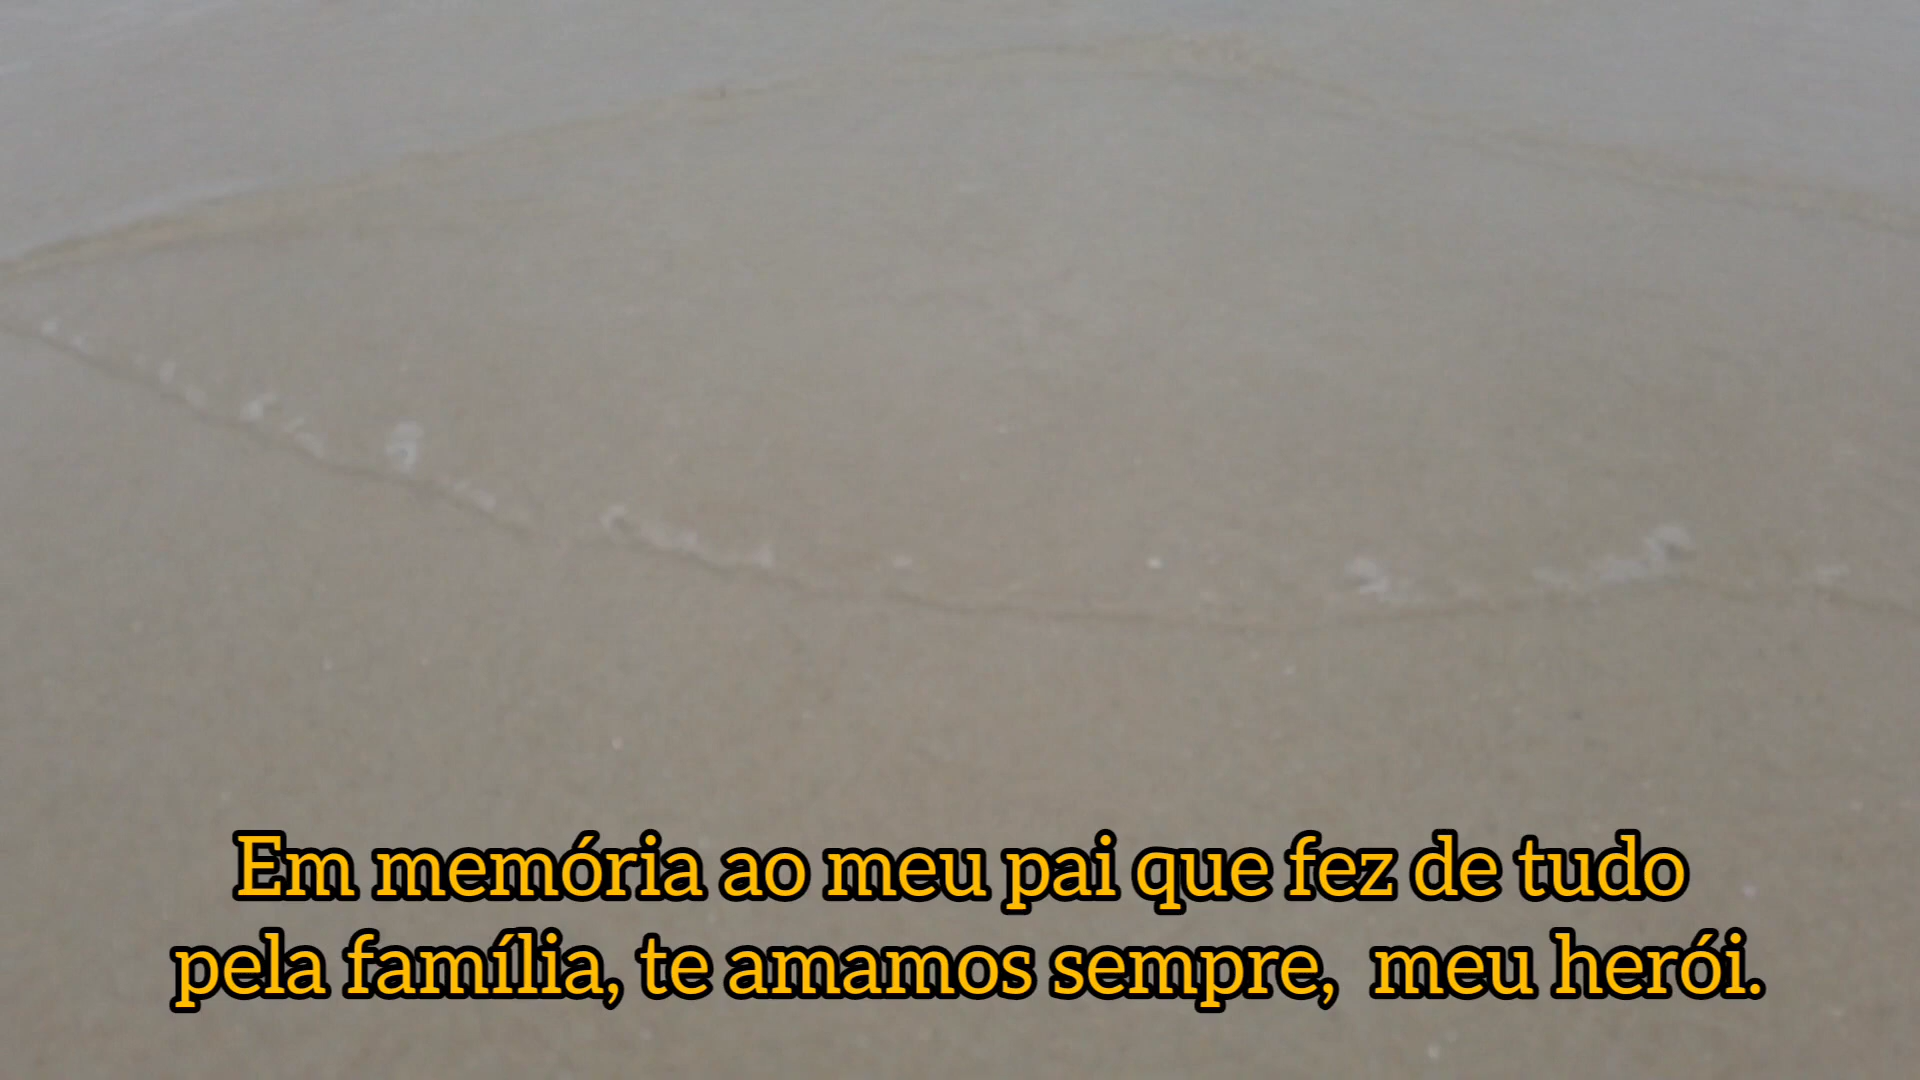 Em memória ao meu pai que fez de tudo
pela família, te amamos sempre,  meu herói.